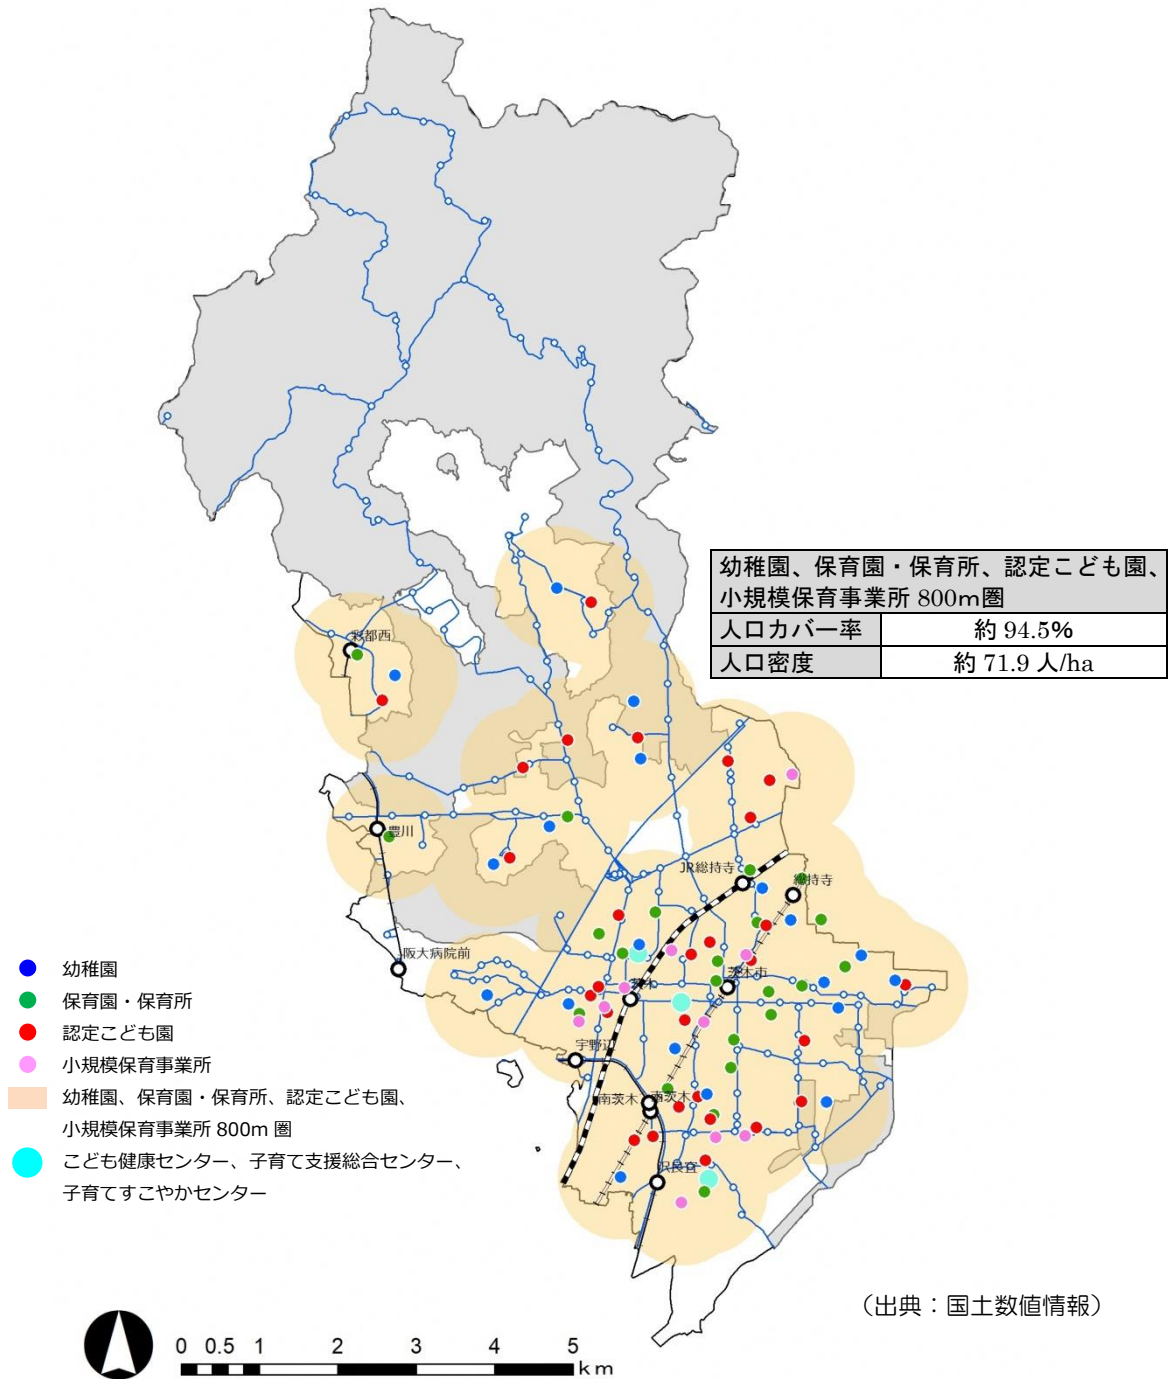 幼稚園、保育園・保育所、認定こども園、
小規模保育事業所 800m圏
人口カバー率 約 94.5%
人口密度 約 71.9 人/ha
彩都西
豊川
JR総持寺
総持寺
阪大病院前
茨木市
茨木
宇野辺
南茨木
南茨木
沢良宜
幼稚園
保育園・保育所
認定こども園
小規模保育事業所
幼稚園、保育園・保育所、認定こども園、
小規模保育事業所 800m 圏
こども健康センター、子育て支援総合センター、
子育てすこやかセンター
（出典：国土数値情報）
0 0.5 1 2 3 4 5
km